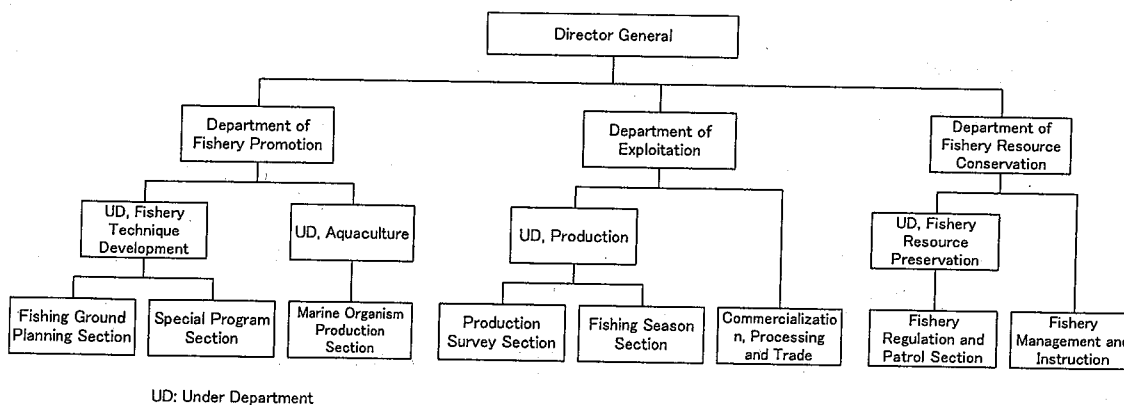 Director General
Department of
Fishery Promotion
Department of
Exploitation
Department of
Fishery Resource
Conservation
UD, Fishery
Technique
Development
UD, Aquaculture
UD, Production
UD, Fishery
Resource
Preservation
Fishing Ground
Planning Section
Special Program
Section
Marine Organism
Production
Section
Production
Survey Section
Fishing Season
Section
Commercializatio
n, Processing
and Trade
Fishery
Regulation and
Patrol Section
Fishery
Management and
Instruction
UD: Under Department